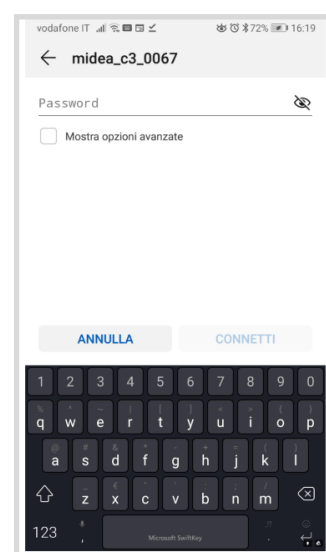 vodafone IT 72% 16:19
midea_c3_0067
Password
Mostra opzioni avanzate
ANNULLA CONNETTI
1 2 3 4 5 6 7 8 9 0
q w e r t y u i o p
a s d f g h j k l
z x c v b n m
123 , Microsoft SwiftKey .